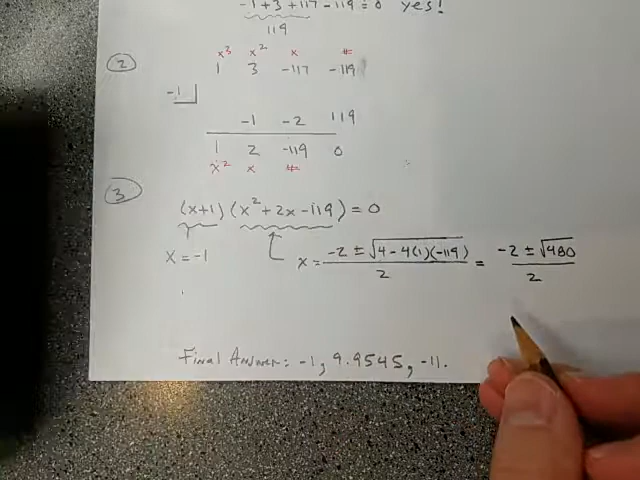 -1+3+117-119=0 yes!
119
2
x³ x² x #
1 3 -117 -119
-1
-1 -2 119
1 2 -119 0
x² x #
3
(x+1)(x²+2x-119)=0
x=-1
x= -2±√4-4(1)(-119) / 2 = -2±√480 / 2
Final Answer: -1, 9.9545, -11.